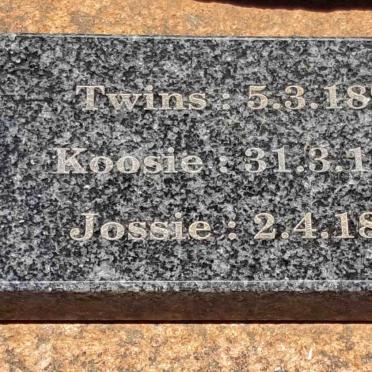 Twins : 5.3.18
Koosie : 31.3.1
Jossie : 2.4.18